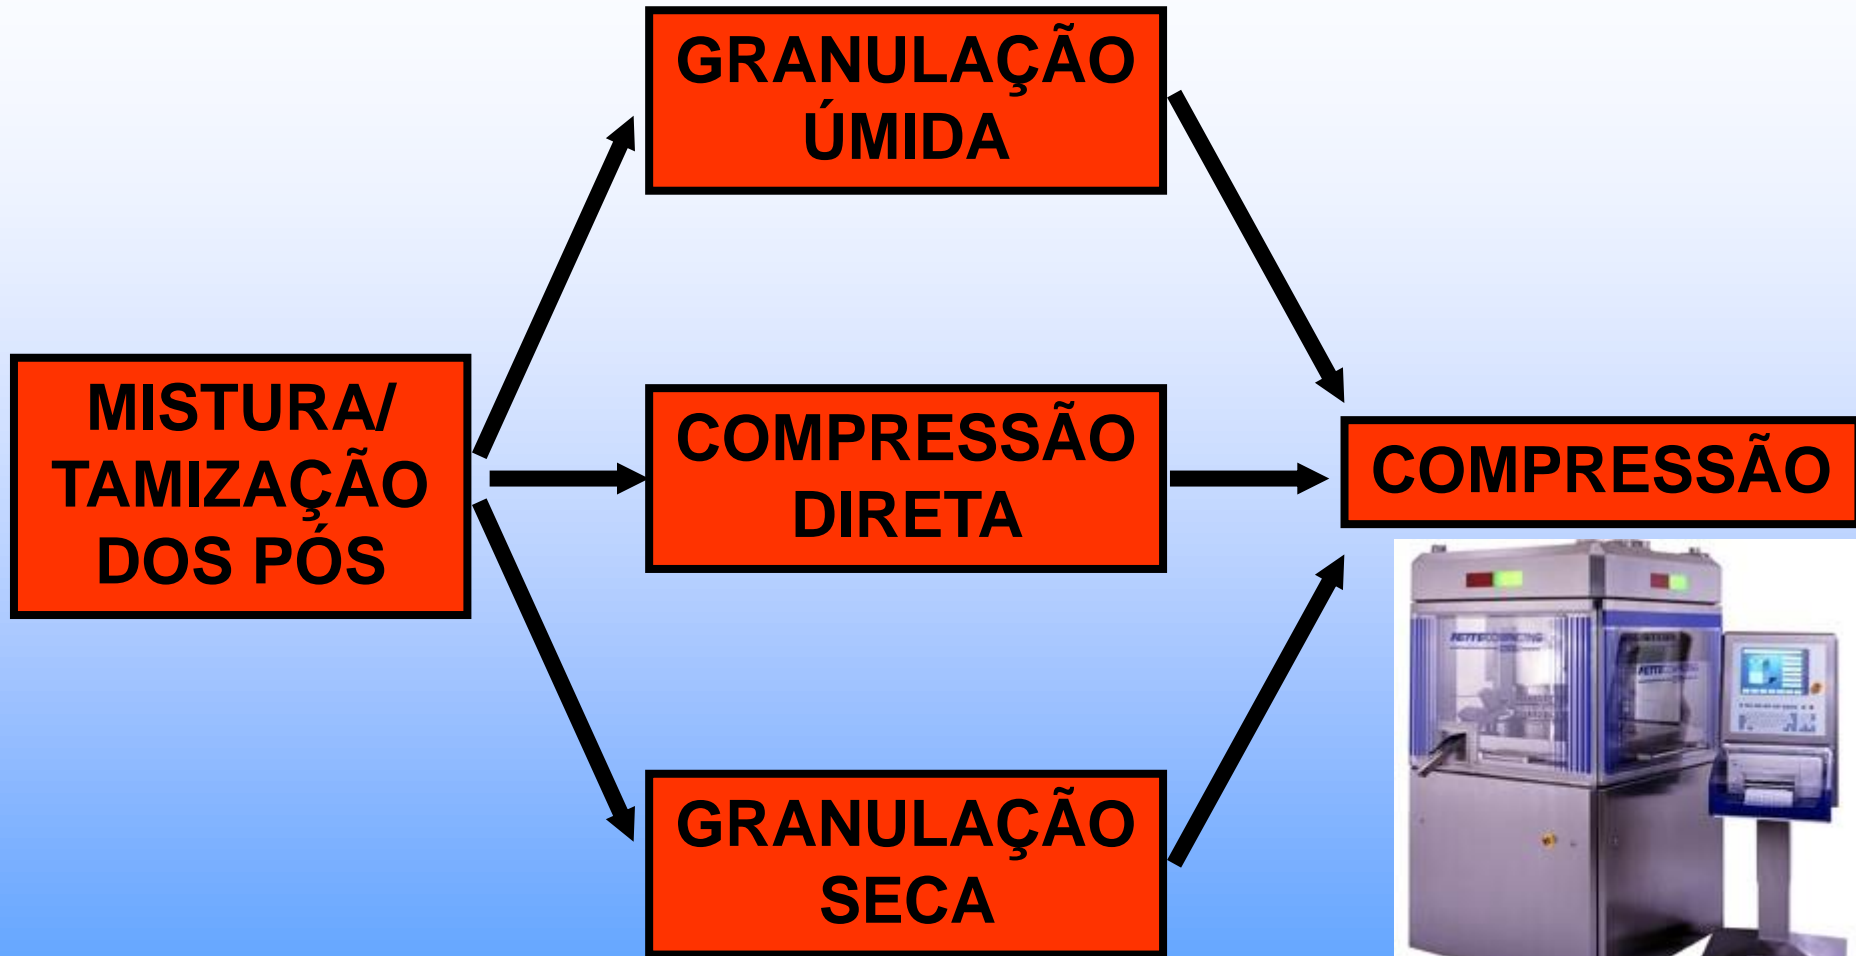 GRANULAÇÃO
ÚMIDA
MISTURA/
TAMIZAÇÃO
DOS PÓS
COMPRESSÃO
DIRETA
COMPRESSÃO
GRANULAÇÃO
SECA